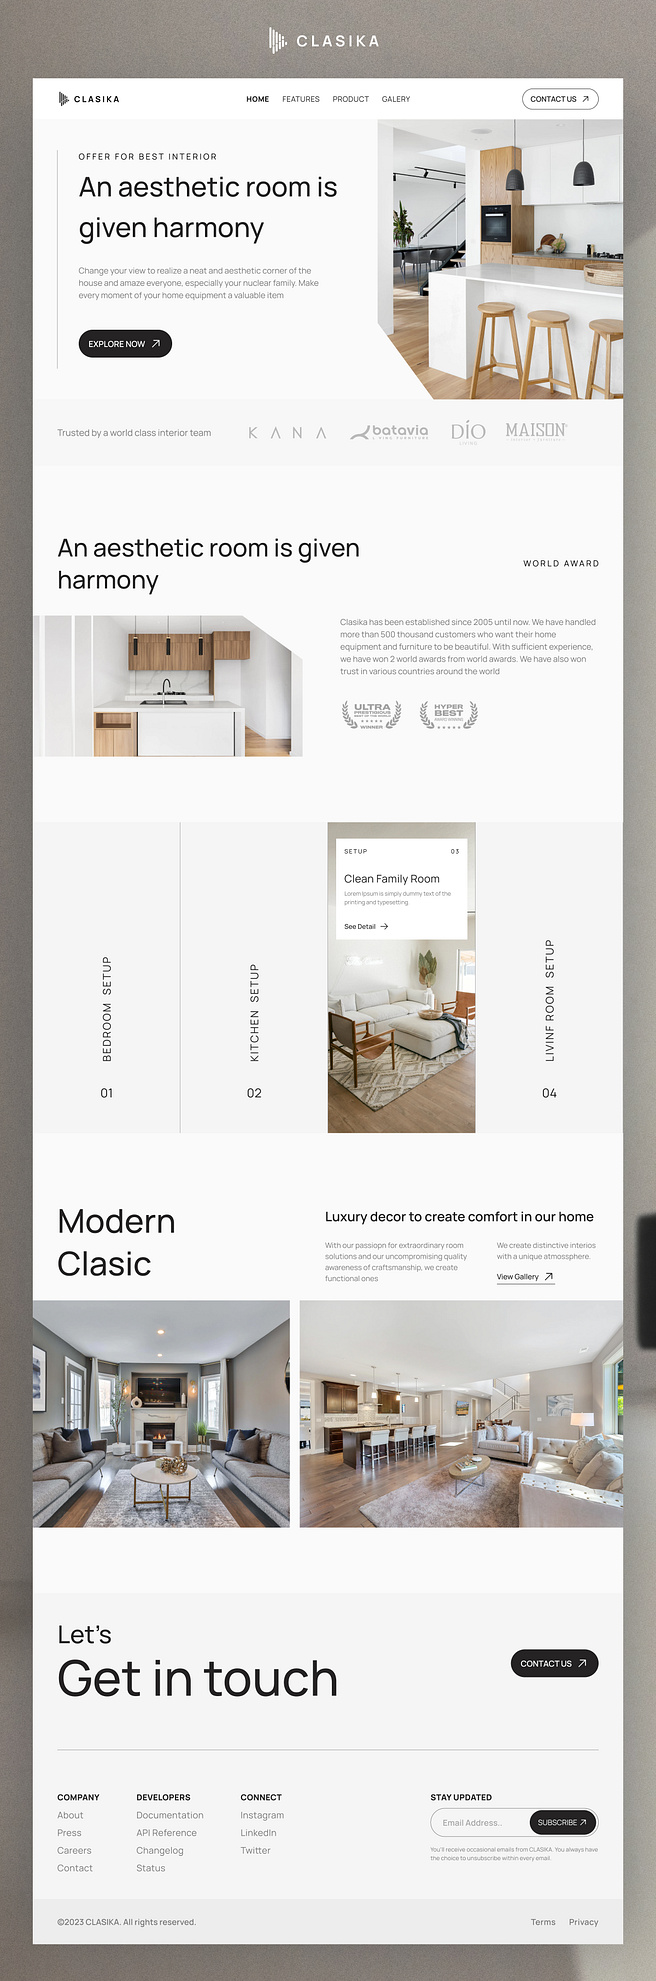 CLASIKA
CLASIKA
HOME FEATURES PRODUCT GALERY
CONTACT US
OFFER FOR BEST INTERIOR
An aesthetic room is
given harmony
Change your view to realize a neat and aesthetic corner of the
house and amaze everyone, especially your nuclear family. Make
every moment of your home equipment a valuable item
EXPLORE NOW
Trusted by a world class interior team
KANA
batavia
DÍO
LIVING
MAISON
An aesthetic room is given
harmony
WORLD AWARD
Clasika has been established since 2005 until now. We have handled
more than 500 thousand customers who want their home
equipment and furniture to be beautiful. With sufficient experience,
we have won 2 world awards from world awards. We have also won
trust in various countries around the world
ULTRA
PRESTIGIOUS
BEST OF THE WORLD
WINNER
HYPER
BEST
AWARD WINNING
BEDROOM SETUP
01
KITCHEN SETUP
02
SETUP 03
Clean Family Room
Lorem Ipsum is simply dummy text of the
printing and typesetting
See Detail
LIVINF ROOM SETUP
04
Modern
Clasic
Luxury decor to create comfort in our home
With our passiopn for extraordinary room
solutions and our uncompromising quality
awareness of craftsmanship, we create
functional ones
We create distinctive interios
with a unique atmossphere.
View Gallery
Let's
Get in touch
CONTACT US
COMPANY
About
Press
Careers
Contact
DEVELOPERS
Documentation
API Reference
Changelog
Status
CONNECT
Instagram
LinkedIn
Twitter
STAY UPDATED
Email Address..
SUBSCRIBE
You'll receive occasional emails from CLASIKA. You always have
the choice to unsubscribe within every email.
©2023 CLASIKA. All rights reserved.
Terms Privacy